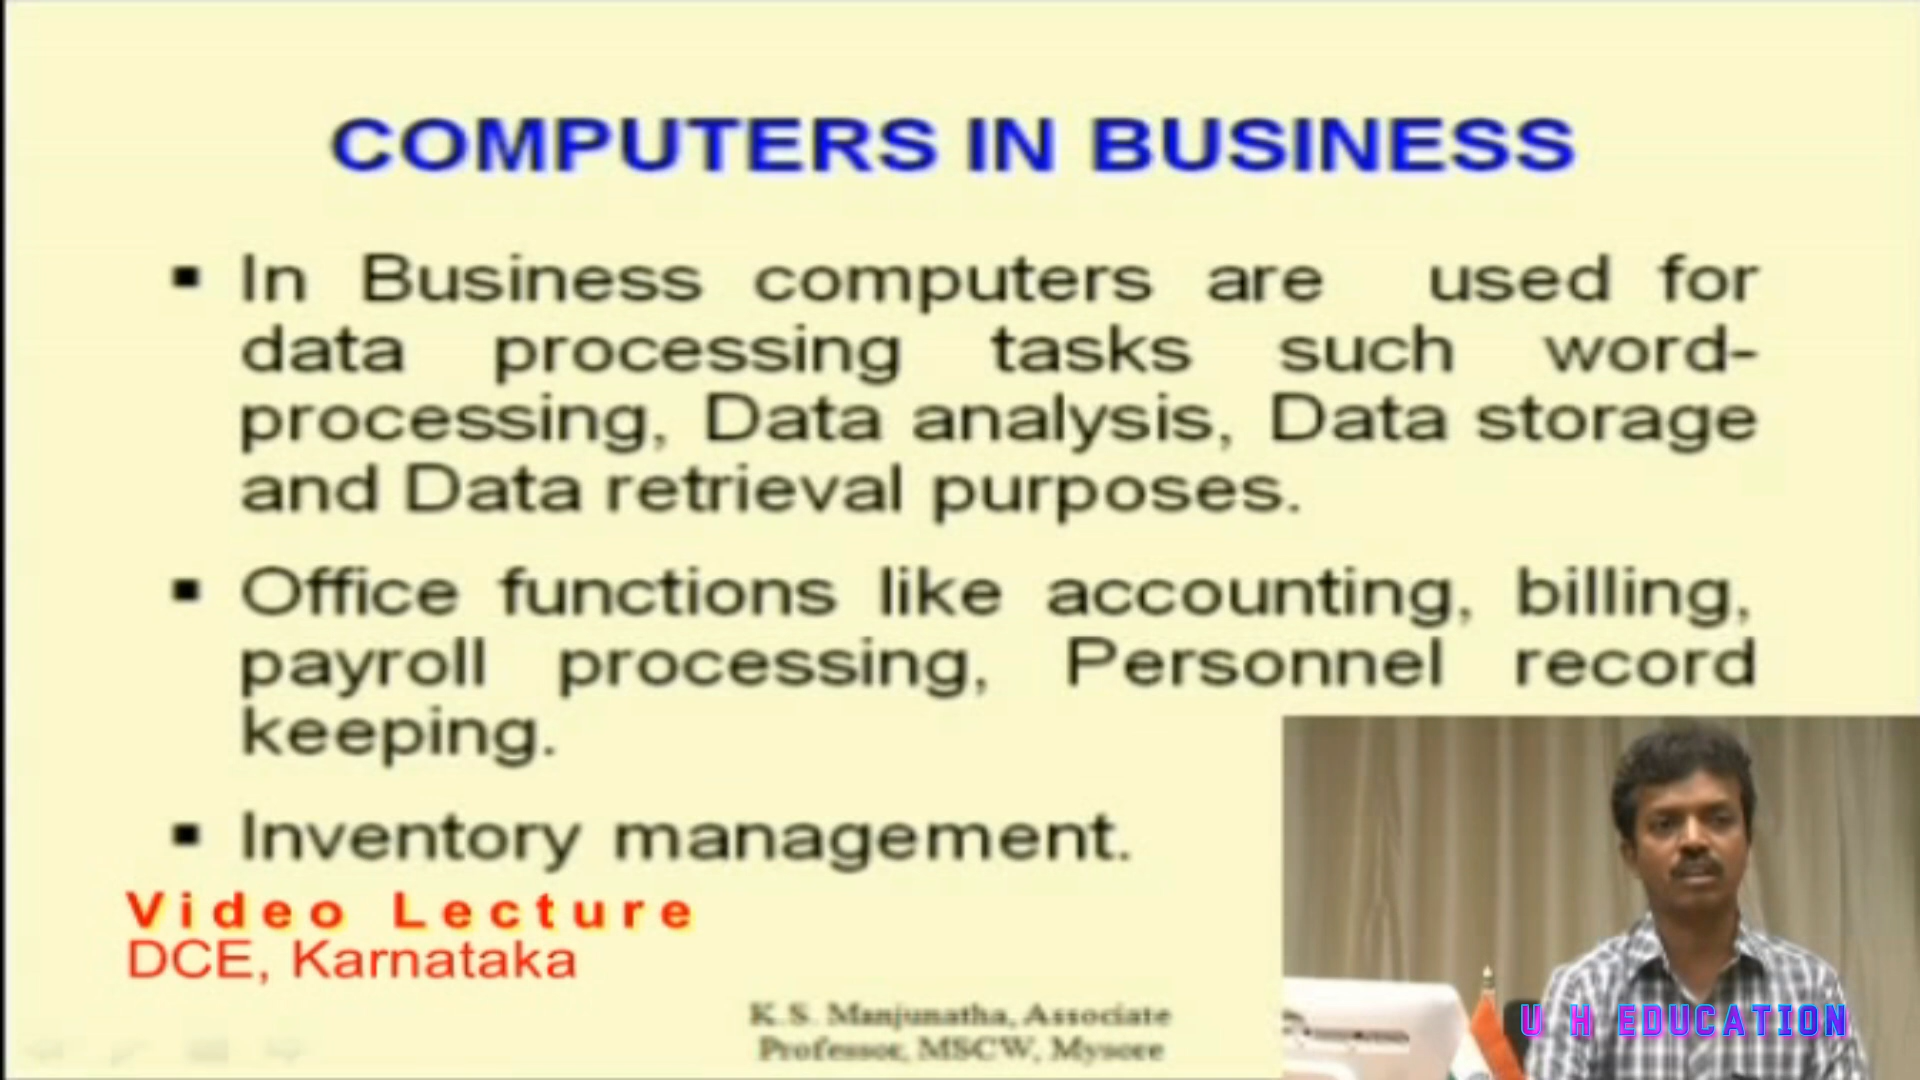 COMPUTERS IN BUSINESS
▪ In Business computers are used for
data processing tasks such word-
processing, Data analysis, Data storage
and Data retrieval purposes.
▪ Office functions like accounting, billing,
payroll processing, Personnel record
keeping.
▪ Inventory management.
Video Lecture
DCE, Karnataka
K.S. Manjunatha, Associate
Professor, MSCW, Mysore
U H EDUCATION